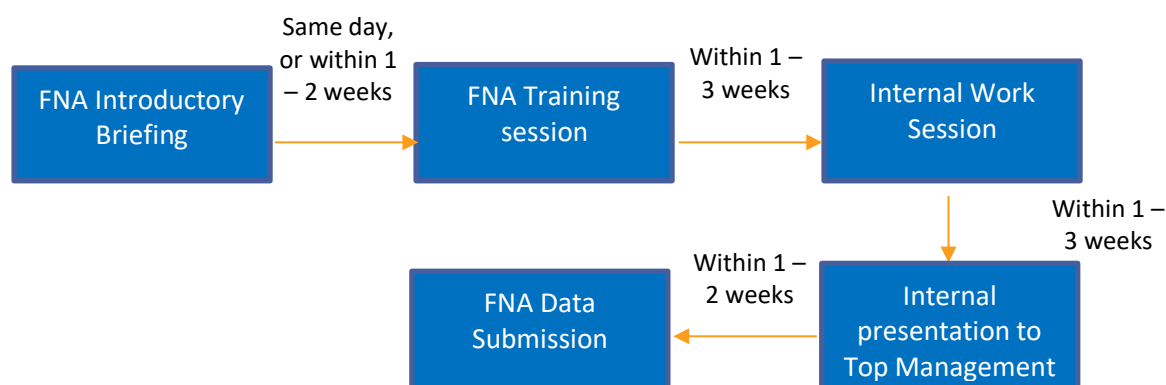 FNA Introductory
Briefing
Same day,
or within 1
– 2 weeks
FNA Training
session
Within 1 –
3 weeks
Internal Work
Session
Within 1 –
3 weeks
Internal
presentation to
Top Management
Within 1 –
2 weeks
FNA Data
Submission